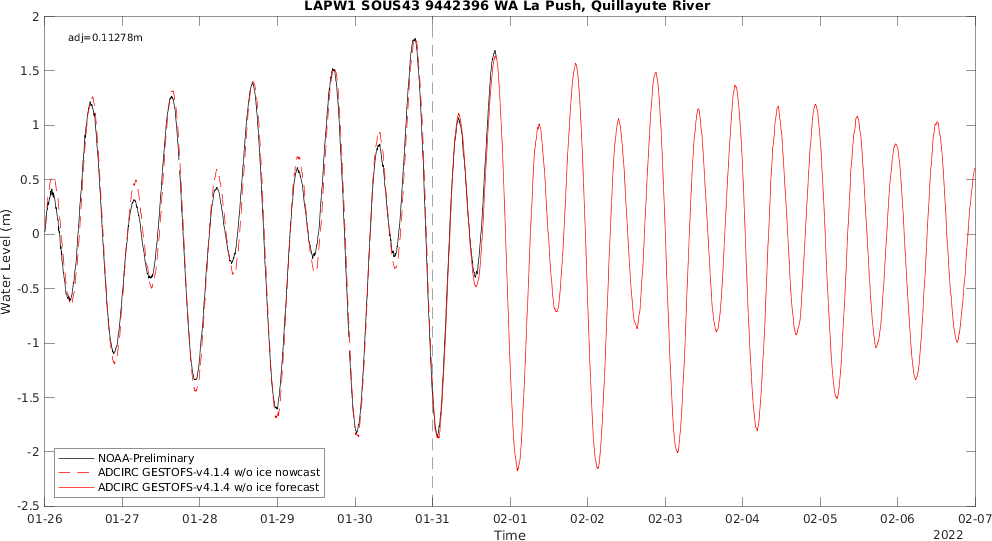 LAPW1 SOUS43 9442396 WA La Push, Quillayute River
adj=0.11278m
2
1.5
1
0.5
0
-0.5
-1
-1.5
-2
-2.5
Water Level (m)
NOAA-Preliminary
ADCIRC GESTOFS-v4.1.4 w/o ice nowcast
ADCIRC GESTOFS-v4.1.4 w/o ice forecast
01-26 01-27 01-28 01-29 01-30 01-31 02-01 02-02 02-03 02-04 02-05 02-06 02-07
Time
2022